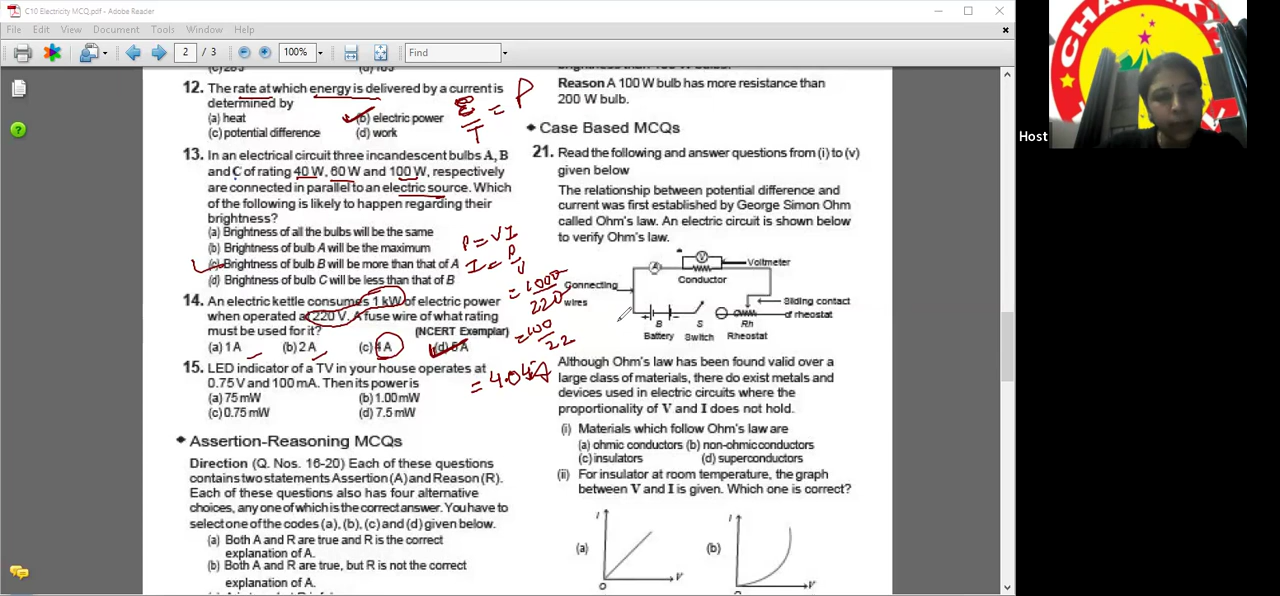 C10 Electricity MCQ.pdf - Adobe Reader
File Edit View Document Tools Window Help
2 / 3 100% Find
12. The rate at which energy is delivered by a current is
determined by
(a) heat (b) electric power
(c) potential difference (d) work
E/T = P
13. In an electrical circuit three incandescent bulbs A, B
and C of rating 40 W, 60 W and 100 W, respectively
are connected in parallel to an electric source. Which
of the following is likely to happen regarding their
brightness?
(a) Brightness of all the bulbs will be the same
(b) Brightness of bulb A will be the maximum
(c) Brightness of bulb B will be more than that of A
(d) Brightness of bulb C will be less than that of B
P = VI
I = P/V
= 1000/220
= 100/22
14. An electric kettle consumes 1 kW of electric power
when operated at 220 V. A fuse wire of what rating
must be used for it? (NCERT Exemplar)
(a) 1 A (b) 2 A (c) 4 A (d) 5 A
15. LED indicator of a TV in your house operates at
0.75 V and 100 mA. Then its power is
(a) 75 mW (b) 1.00 mW
(c) 0.75 mW (d) 7.5 mW
Assertion-Reasoning MCQs
Direction (Q. Nos. 16-20) Each of these questions
contains two statements Assertion (A) and Reason (R).
Each of these questions also has four alternative
choices, any one of which is the correct answer. You have to
select one of the codes (a), (b), (c) and (d) given below.
(a) Both A and R are true and R is the correct
explanation of A.
(b) Both A and R are true, but R is not the correct
explanation of A.
Reason A 100 W bulb has more resistance than
200 W bulb.
Case Based MCQs
21. Read the following and answer questions from (i) to (v)
given below
The relationship between potential difference and
current was first established by George Simon Ohm
called Ohm's law. An electric circuit is shown below
to verify Ohm's law.
V
Voltmeter
A
Conductor
Connecting
wires
Sliding contact
of rheostat
B S Rh
Battery Switch Rheostat
Although Ohm's law has been found valid over a
large class of materials, there do exist metals and
devices used in electric circuits where the
proportionality of V and I does not hold.
(i) Materials which follow Ohm's law are
(a) ohmic conductors (b) non-ohmic conductors
(c) insulators (d) superconductors
(ii) For insulator at room temperature, the graph
between V and I is given. Which one is correct?
(a) I O V
(b) I V
Host